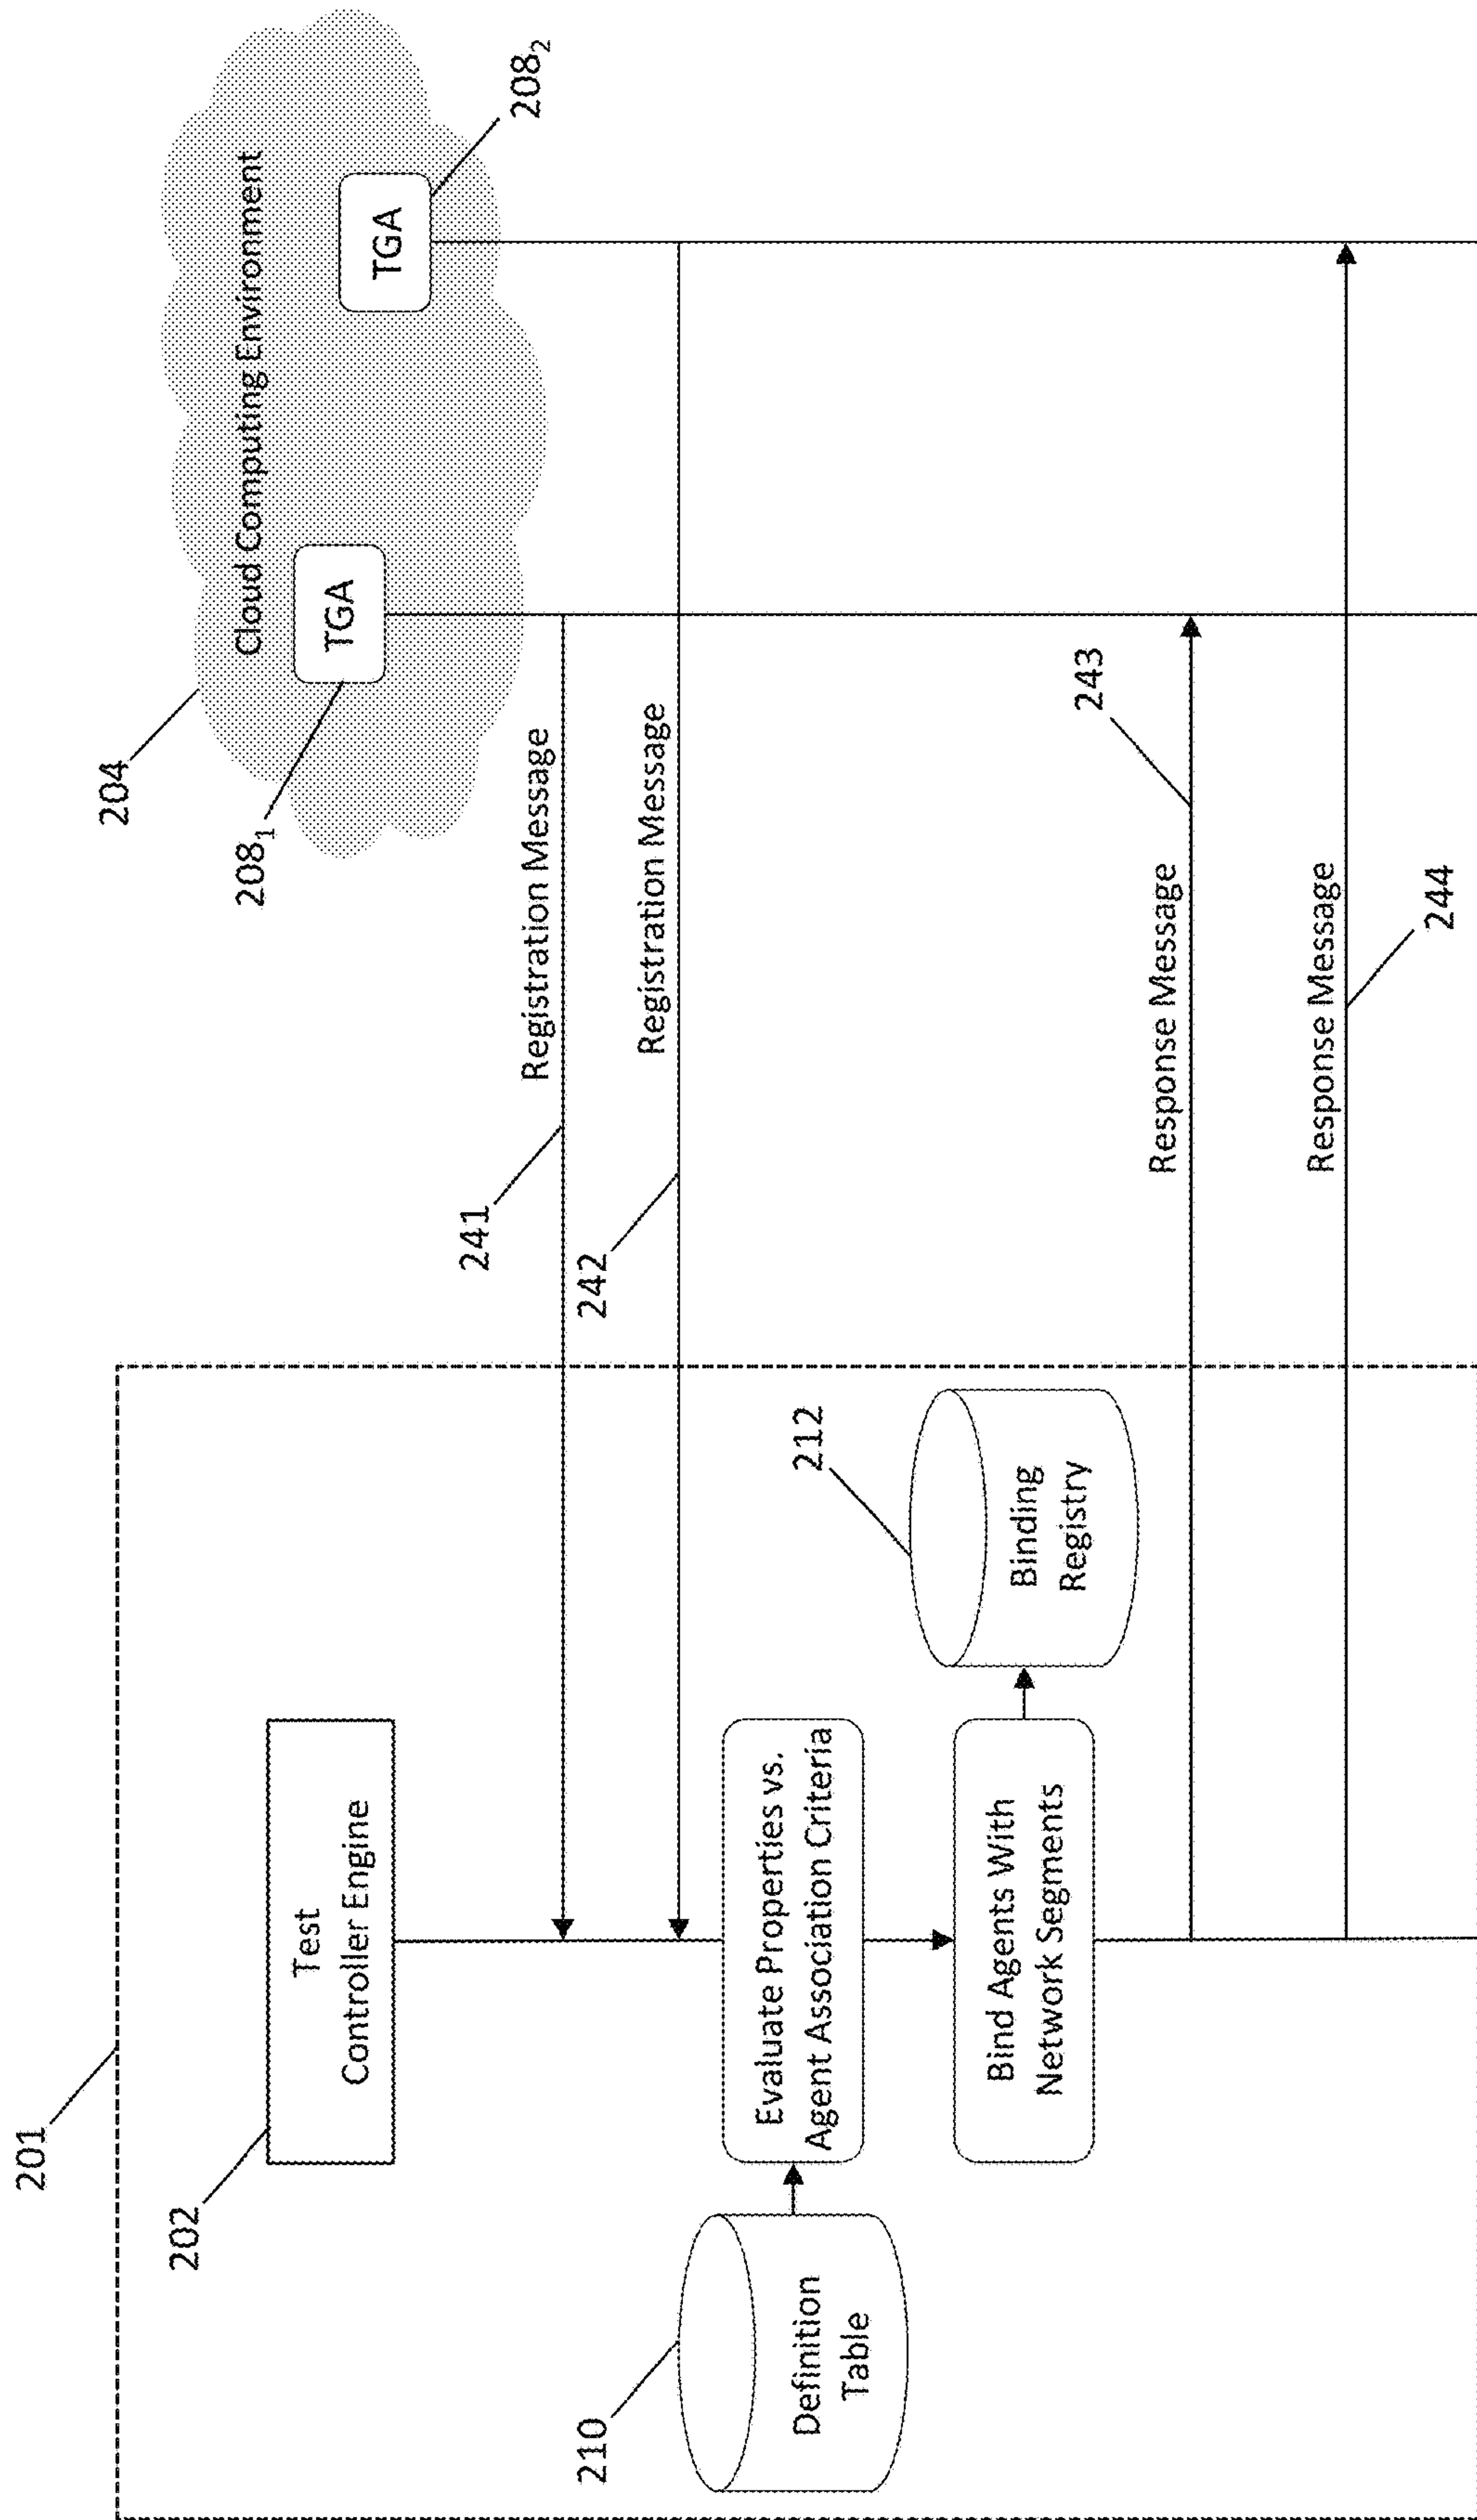 201
202
Test
Controller Engine
204
Cloud Computing Environment
TGA
TGA
208₁
208₂
241
Registration Message
242
Registration Message
210
Definition
Table
Evaluate Properties vs.
Agent Association Criteria
212
Binding
Registry
Bind Agents With
Network Segments
Response Message
243
Response Message
244